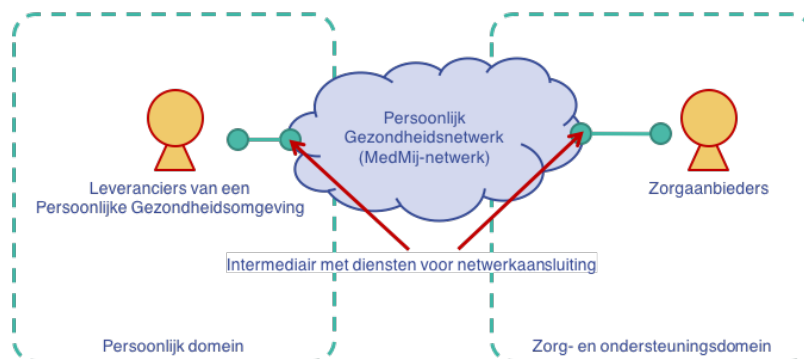 Persoonlijk
Gezondheidsnetwerk
(MedMij-netwerk)
Leveranciers van een
Persoonlijke Gezondheidsomgeving
Zorgaanbieders
Intermediair met diensten voor netwerkaansluiting
Persoonlijk domein
Zorg- en ondersteuningsdomein